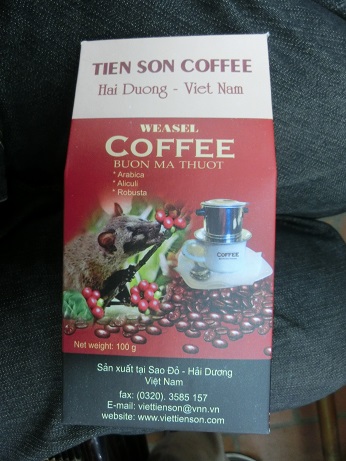 TIEN SON COFFEE
Hai Duong - Viet Nam
WEASEL
COFFEE
BUON MA THUOT
* Arabica
* Aliculi
* Robusta
COFFEE
Net weight: 100 g
Sản xuất tại Sao Đỏ - Hải Dương
Việt Nam
fax: (0320). 3585 157
E-mail: viettienson@vnn.vn
website: www.viettienson.com